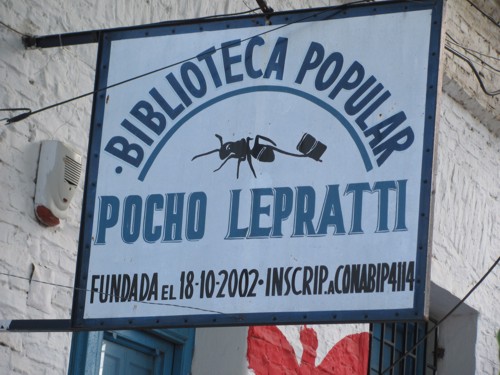 BIBLIOTECA POPULAR
POCHO LEPRATTI
FUNDADA EL 18-10-2002 · INSCRIP. A CONABIP 4114